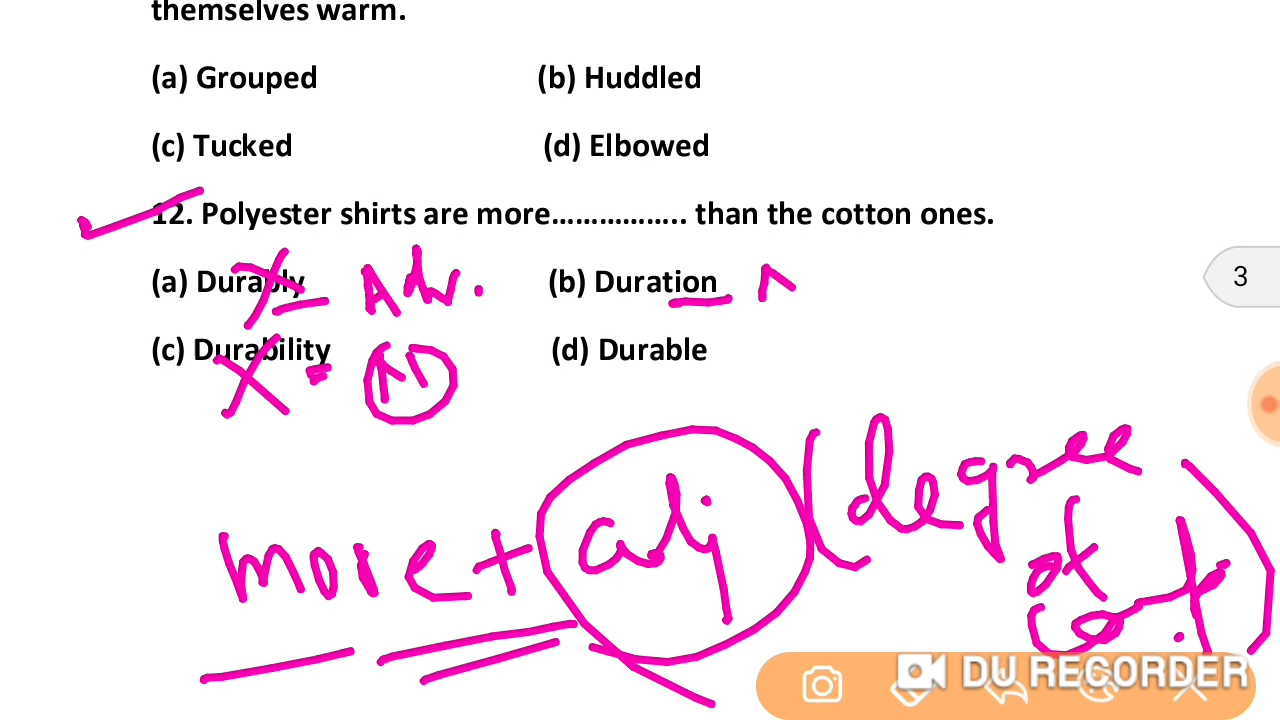 themselves warm.
(a) Grouped (b) Huddled
(c) Tucked (d) Elbowed
12. Polyester shirts are more…………….. than the cotton ones.
(a) Durably Adv. (b) Duration
(c) Durability = N (d) Durable
3
more + adj (degree
of
DU RECORDER